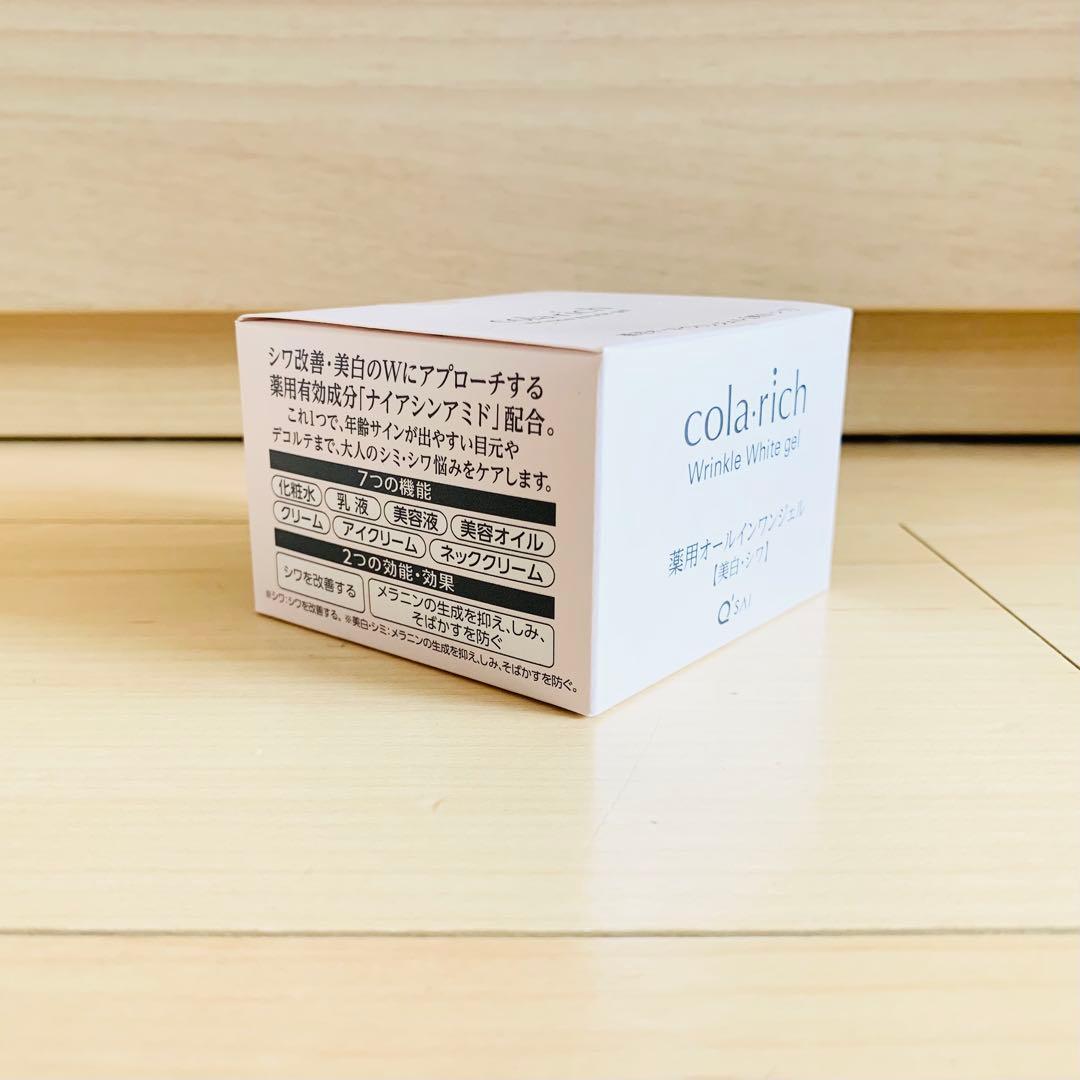 シワ改善・美白のWにアプローチする
薬用有効成分「ナイアシンアミド」配合。
これ1つで、年齢サインが出やすい目元や
デコルテまで、大人のシミ・シワ悩みをケアします。
7つの機能
化粧水 乳液 美容液 美容オイル
クリーム アイクリーム ネッククリーム
2つの効能・効果
シワを改善する
メラニンの生成を抑え、しみ、
そばかすを防ぐ
※シワ:シワを改善する。※美白・シミ:メラニンの生成を抑え、しみ、そばかすを防ぐ。
cola・rich
cola・rich
Wrinkle White gel
薬用オールインワンジェル
【美白・シワ】
Q'SAI